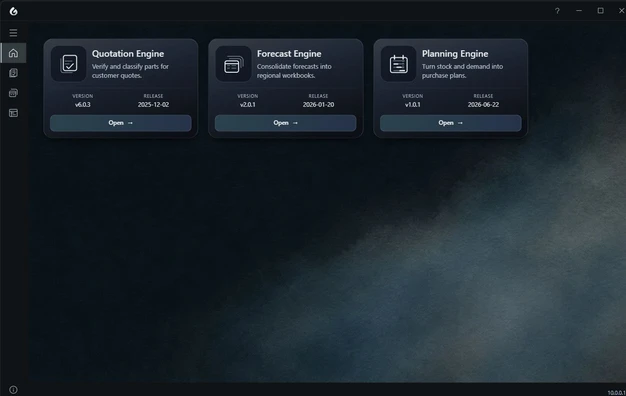 ?
Quotation Engine
Verify and classify parts for
customer quotes.
VERSION RELEASE
v6.0.3 2025-12-02
Open →
Forecast Engine
Consolidate forecasts into
regional workbooks.
VERSION RELEASE
v2.0.1 2026-01-20
Open →
Planning Engine
Turn stock and demand into
purchase plans.
VERSION RELEASE
v1.0.1 2026-06-22
Open →
10.0.0.1